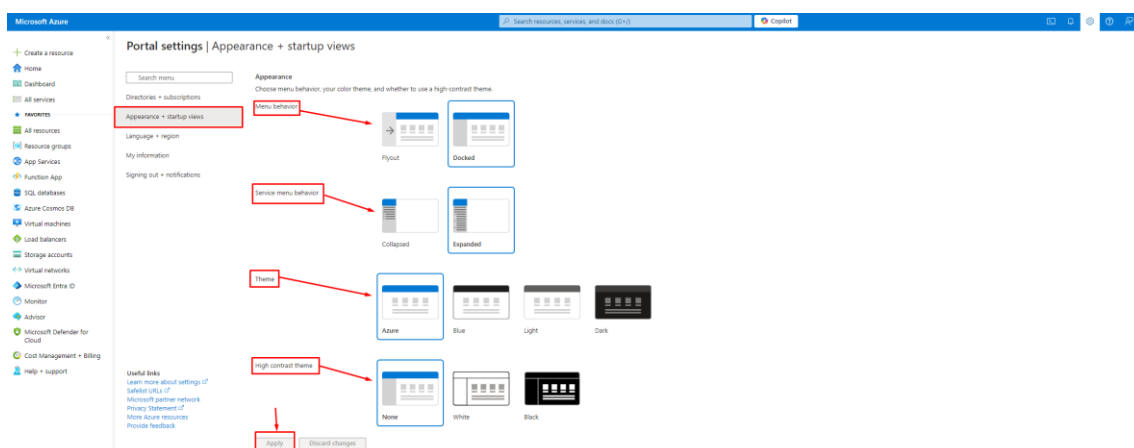 Microsoft Azure
Search resources, services, and docs (G+/)
Copilot
Create a resource
Home
Dashboard
All services
FAVORITES
All resources
Resource groups
App Services
Function App
SQL databases
Azure Cosmos DB
Virtual machines
Load balancers
Storage accounts
Virtual networks
Microsoft Entra ID
Monitor
Advisor
Microsoft Defender for
Cloud
Cost Management + Billing
Help + support
Portal settings | Appearance + startup views
Search menu
Directories + subscriptions
Appearance + startup views
Language + region
My information
Signing out + notifications
Useful links
Learn more about settings
Safelist URLs
Microsoft partner network
Privacy Statement
More Azure resources
Provide feedback
Appearance
Choose menu behavior, your color theme, and whether to use a high-contrast theme.
Menu behavior
Flyout Docked
Service menu behavior
Collapsed Expanded
Theme
Azure Blue Light Dark
High contrast theme
None White Black
Apply Discard changes